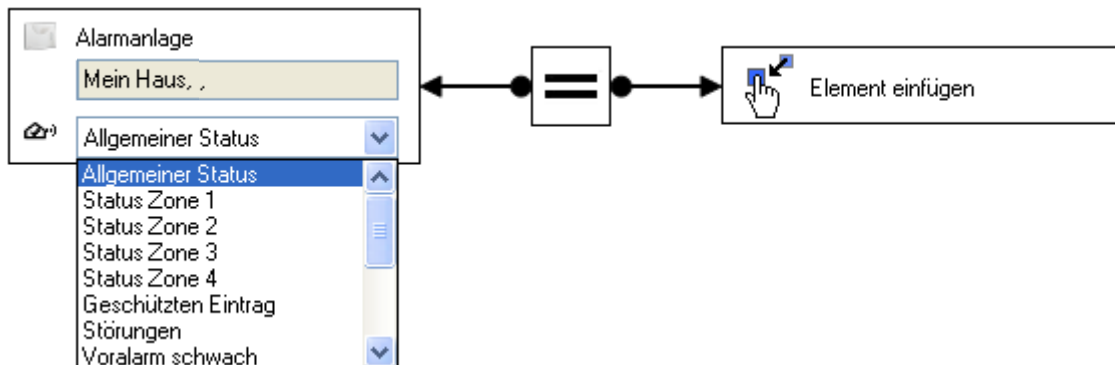 Alarmanlage
Mein Haus, ,
Allgemeiner Status
Allgemeiner Status
Status Zone 1
Status Zone 2
Status Zone 3
Status Zone 4
Geschützten Eintrag
Störungen
Voralarm schwach
Element einfügen